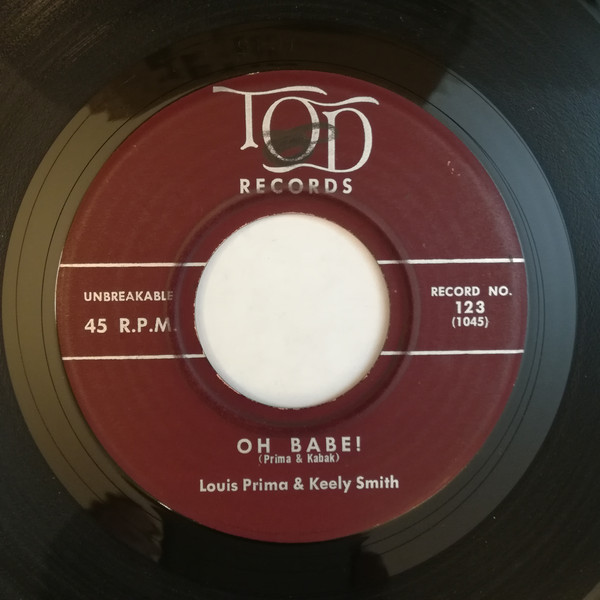 TOD
RECORDS
UNBREAKABLE
45 R.P.M.
RECORD NO.
123
(1045)
OH BABE!
(Prima & Kabak)
Louis Prima & Keely Smith